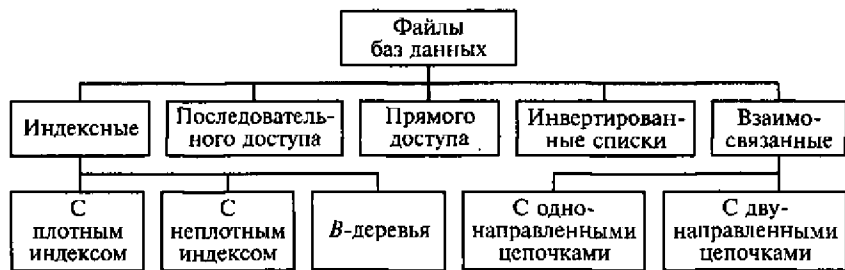 Файлы
баз данных
Индексные
Последователь-
ного доступа
Прямого
доступа
Инвертирован-
ные списки
Взаимо-
связанные
С
плотным
индексом
С
неплотным
индексом
B-деревья
С одно-
направленными
цепочками
С дву-
направленными
цепочками